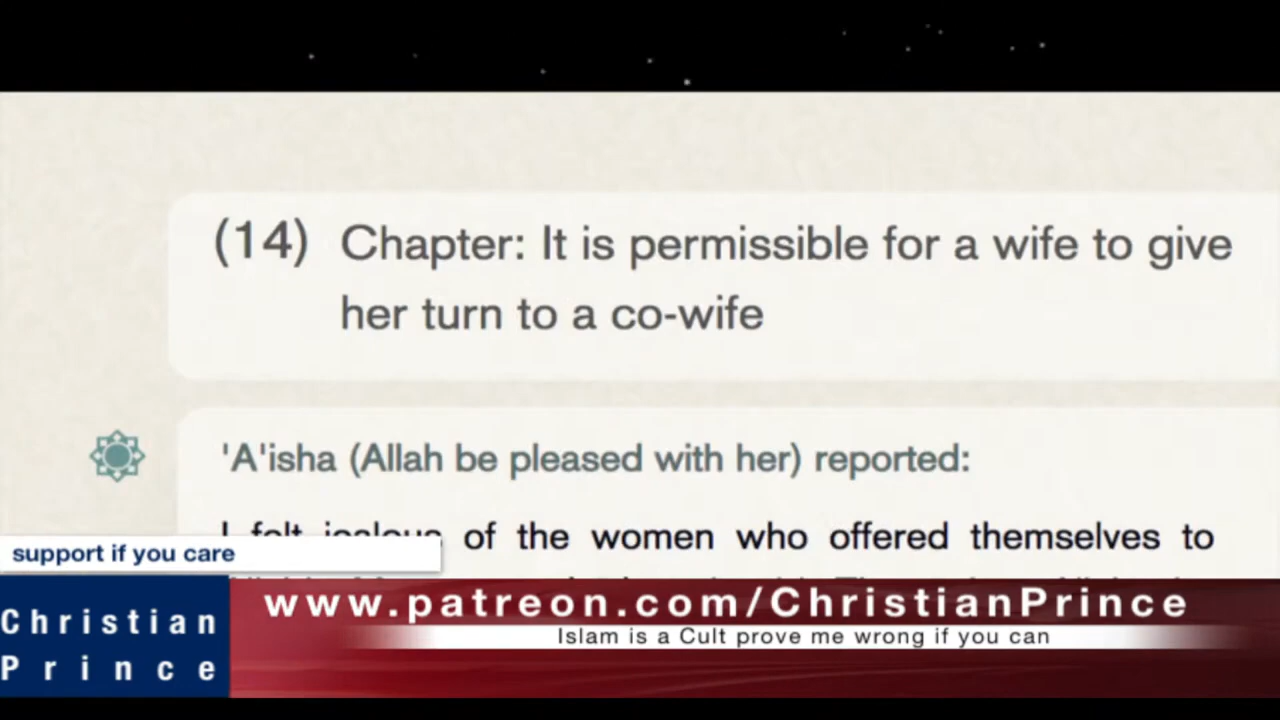 (14) Chapter: It is permissible for a wife to give
her turn to a co-wife
'A'isha (Allah be pleased with her) reported:
I felt jealous of the women who offered themselves to
support if you care
Christian
Prince
www.patreon.com/ChristianPrince
Islam is a Cult prove me wrong if you can